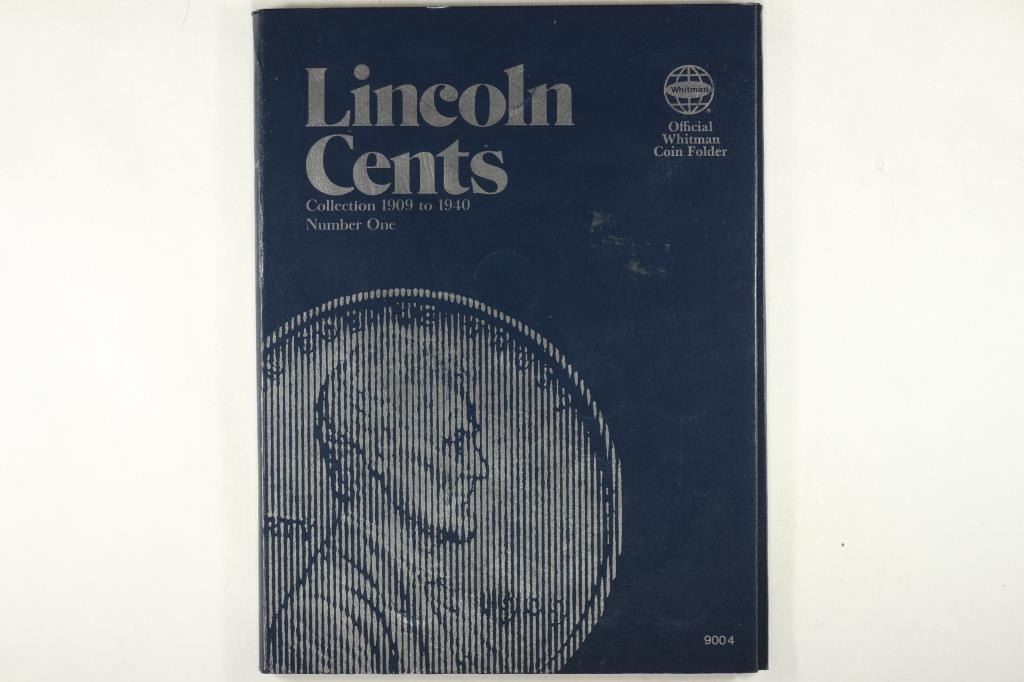 Lincoln
Cents
Collection 1909 to 1940
Number One
Whitman
®
Official
Whitman
Coin Folder
9004